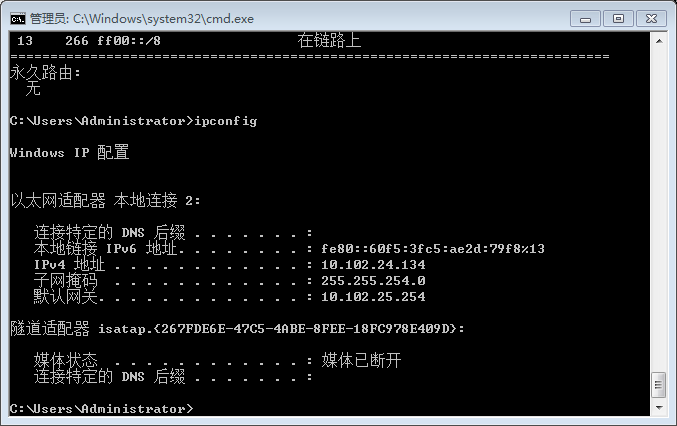 管理员: C:\Windows\system32\cmd.exe
13 266 ff00::/8 在链路上
===========================================================================
永久路由:
无
C:\Users\Administrator>ipconfig
Windows IP 配置
以太网适配器 本地连接 2:
连接特定的 DNS 后缀 . . . . . . . :
本地链接 IPv6 地址. . . . . . . . : fe80::60f5:3fc5:ae2d:79f8%13
IPv4 地址 . . . . . . . . . . . . : 10.102.24.134
子网掩码 . . . . . . . . . . . . : 255.255.254.0
默认网关. . . . . . . . . . . . . : 10.102.25.254
隧道适配器 isatap.{267FDE6E-47C5-4ABE-8FEE-18FC978E409D}:
媒体状态 . . . . . . . . . . . . : 媒体已断开
连接特定的 DNS 后缀 . . . . . . . :
C:\Users\Administrator>